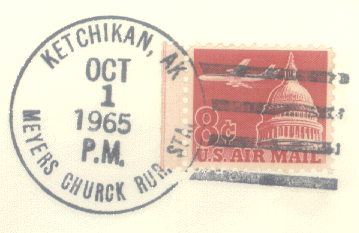 KETCHIKAN, AK
OCT
1
1965
P.M.
MEYERS CHURCK RUR. STA.
8¢
U.S. AIR MAIL